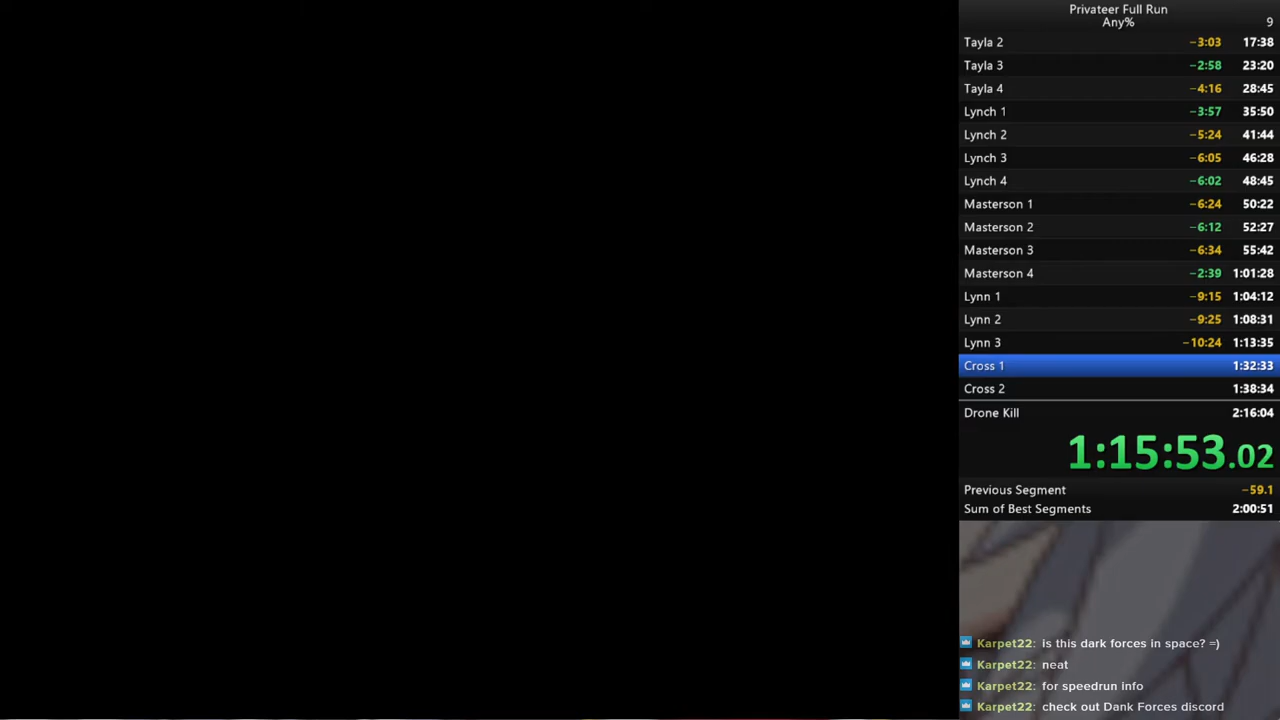 Privateer Full Run
Any% 9
Tayla 2 −3:03 17:38
Tayla 3 −2:58 23:20
Tayla 4 −4:16 28:45
Lynch 1 −3:57 35:50
Lynch 2 −5:24 41:44
Lynch 3 −6:05 46:28
Lynch 4 −6:02 48:45
Masterson 1 −6:24 50:22
Masterson 2 −6:12 52:27
Masterson 3 −6:34 55:42
Masterson 4 −2:39 1:01:28
Lynn 1 −9:15 1:04:12
Lynn 2 −9:25 1:08:31
Lynn 3 −10:24 1:13:35
Cross 1 1:32:33
Cross 2 1:38:34
Drone Kill 2:16:04
1:15:53.02
Previous Segment −59.1
Sum of Best Segments 2:00:51
Karpet22: is this dark forces in space? =)
Karpet22: neat
Karpet22: for speedrun info
Karpet22: check out Dank Forces discord